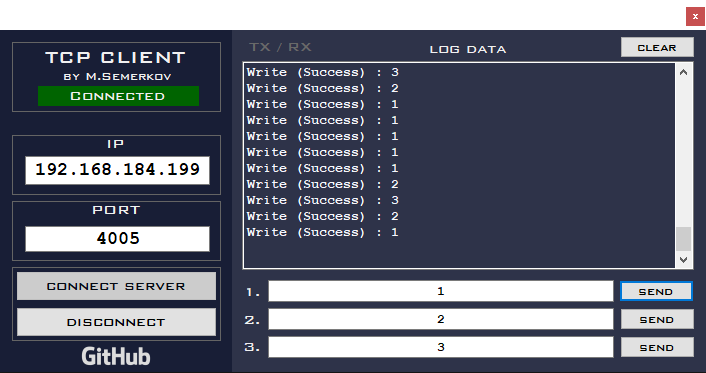 x
TCP CLIENT
BY M.SEMERKOV
CONNECTED
IP
192.168.184.199
PORT
4005
CONNECT SERVER
DISCONNECT
GitHub
TX / RX
LOG DATA
CLEAR
Write (Success) : 3
Write (Success) : 2
Write (Success) : 1
Write (Success) : 1
Write (Success) : 1
Write (Success) : 1
Write (Success) : 1
Write (Success) : 2
Write (Success) : 3
Write (Success) : 2
Write (Success) : 1
1. 1 SEND
2. 2 SEND
3. 3 SEND